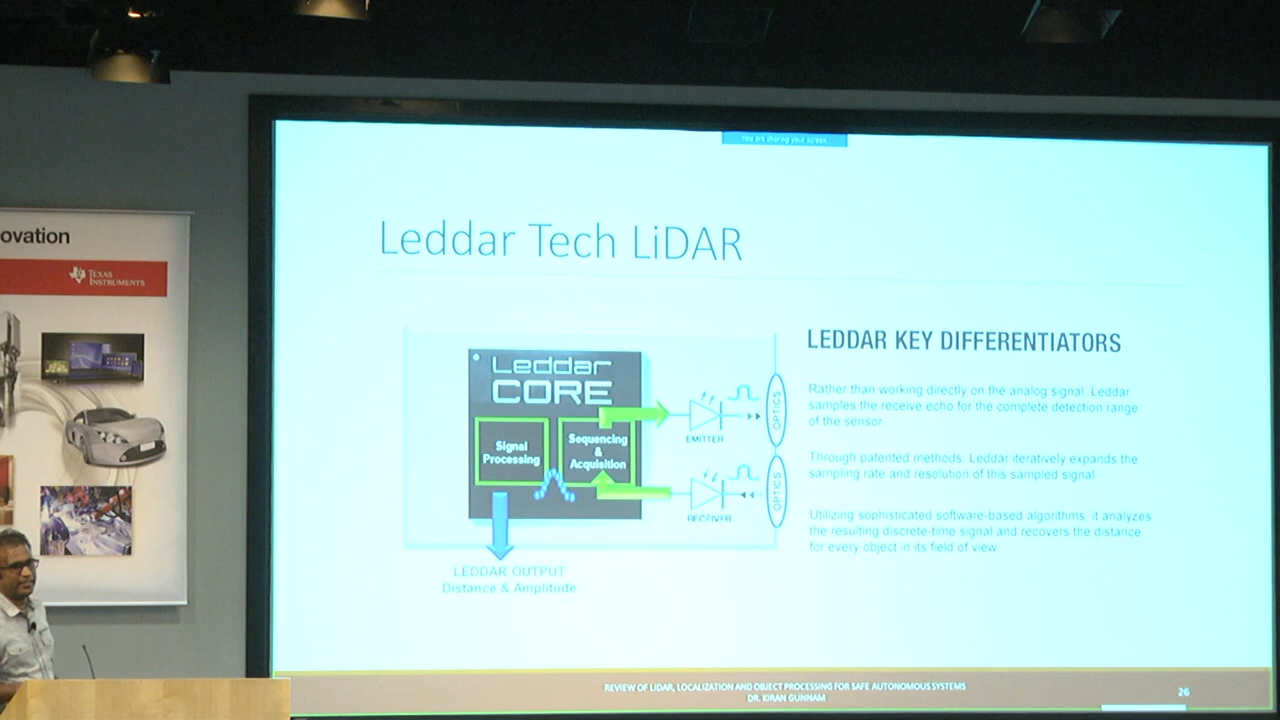 You are sharing your screen
ovation
TEXAS
INSTRUMENTS
Leddar Tech LiDAR
Leddar
CORE
Signal
Processing
Sequencing
&
Acquisition
EMITTER
RECEIVER
OPTICS
OPTICS
LEDDAR OUTPUT
Distance & Amplitude
LEDDAR KEY DIFFERENTIATORS
Rather than working directly on the analog signal, Leddar
samples the receive echo for the complete detection range
of the sensor.
Through patented methods, Leddar iteratively expands the
sampling rate and resolution of this sampled signal.
Utilizing sophisticated software-based algorithms, it analyzes
the resulting discrete-time signal and recovers the distance
for every object in its field of view
REVIEW OF LIDAR, LOCALIZATION AND OBJECT PROCESSING FOR SAFE AUTONOMOUS SYSTEMS
DR. KIRAN GUNNAM
26